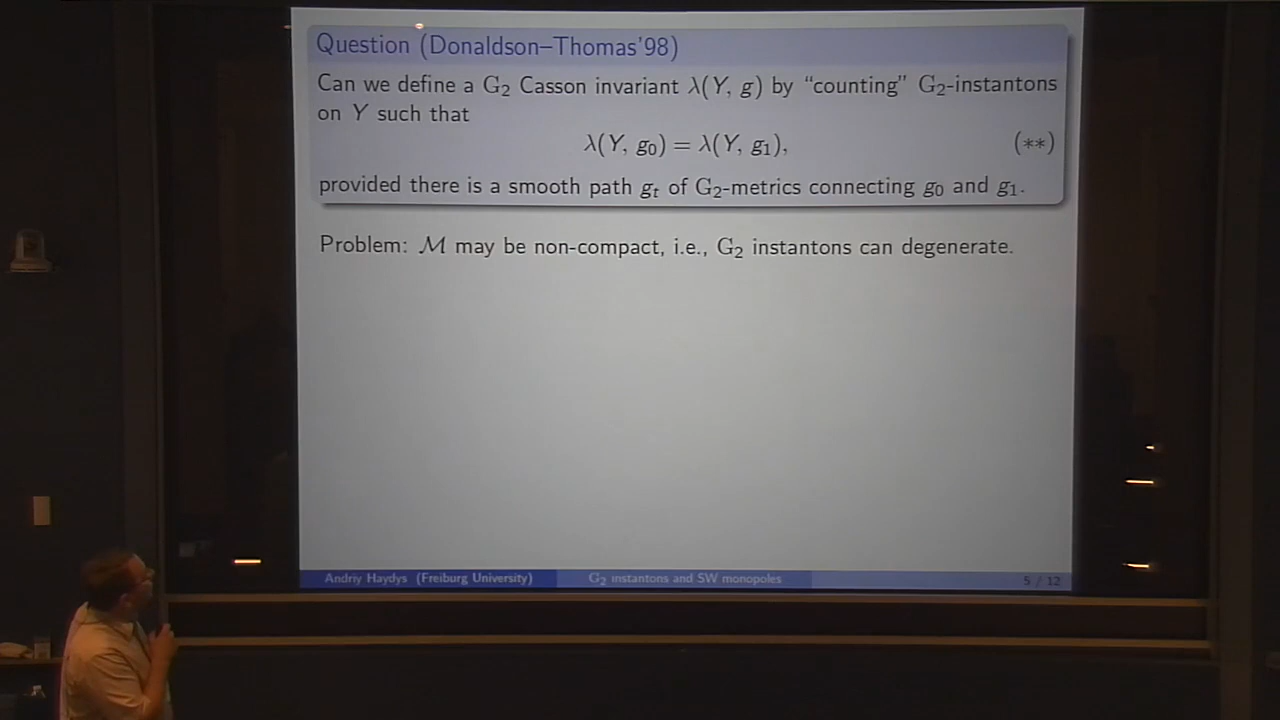 Question (Donaldson–Thomas'98)
Can we define a G₂ Casson invariant λ(Y, g) by “counting” G₂-instantons
on Y such that
λ(Y, g₀) = λ(Y, g₁), (**)
provided there is a smooth path gₜ of G₂-metrics connecting g₀ and g₁.
Problem: ℳ may be non-compact, i.e., G₂ instantons can degenerate.
Andriy Haydys (Freiburg University) G₂ instantons and SW monopoles 5 / 12